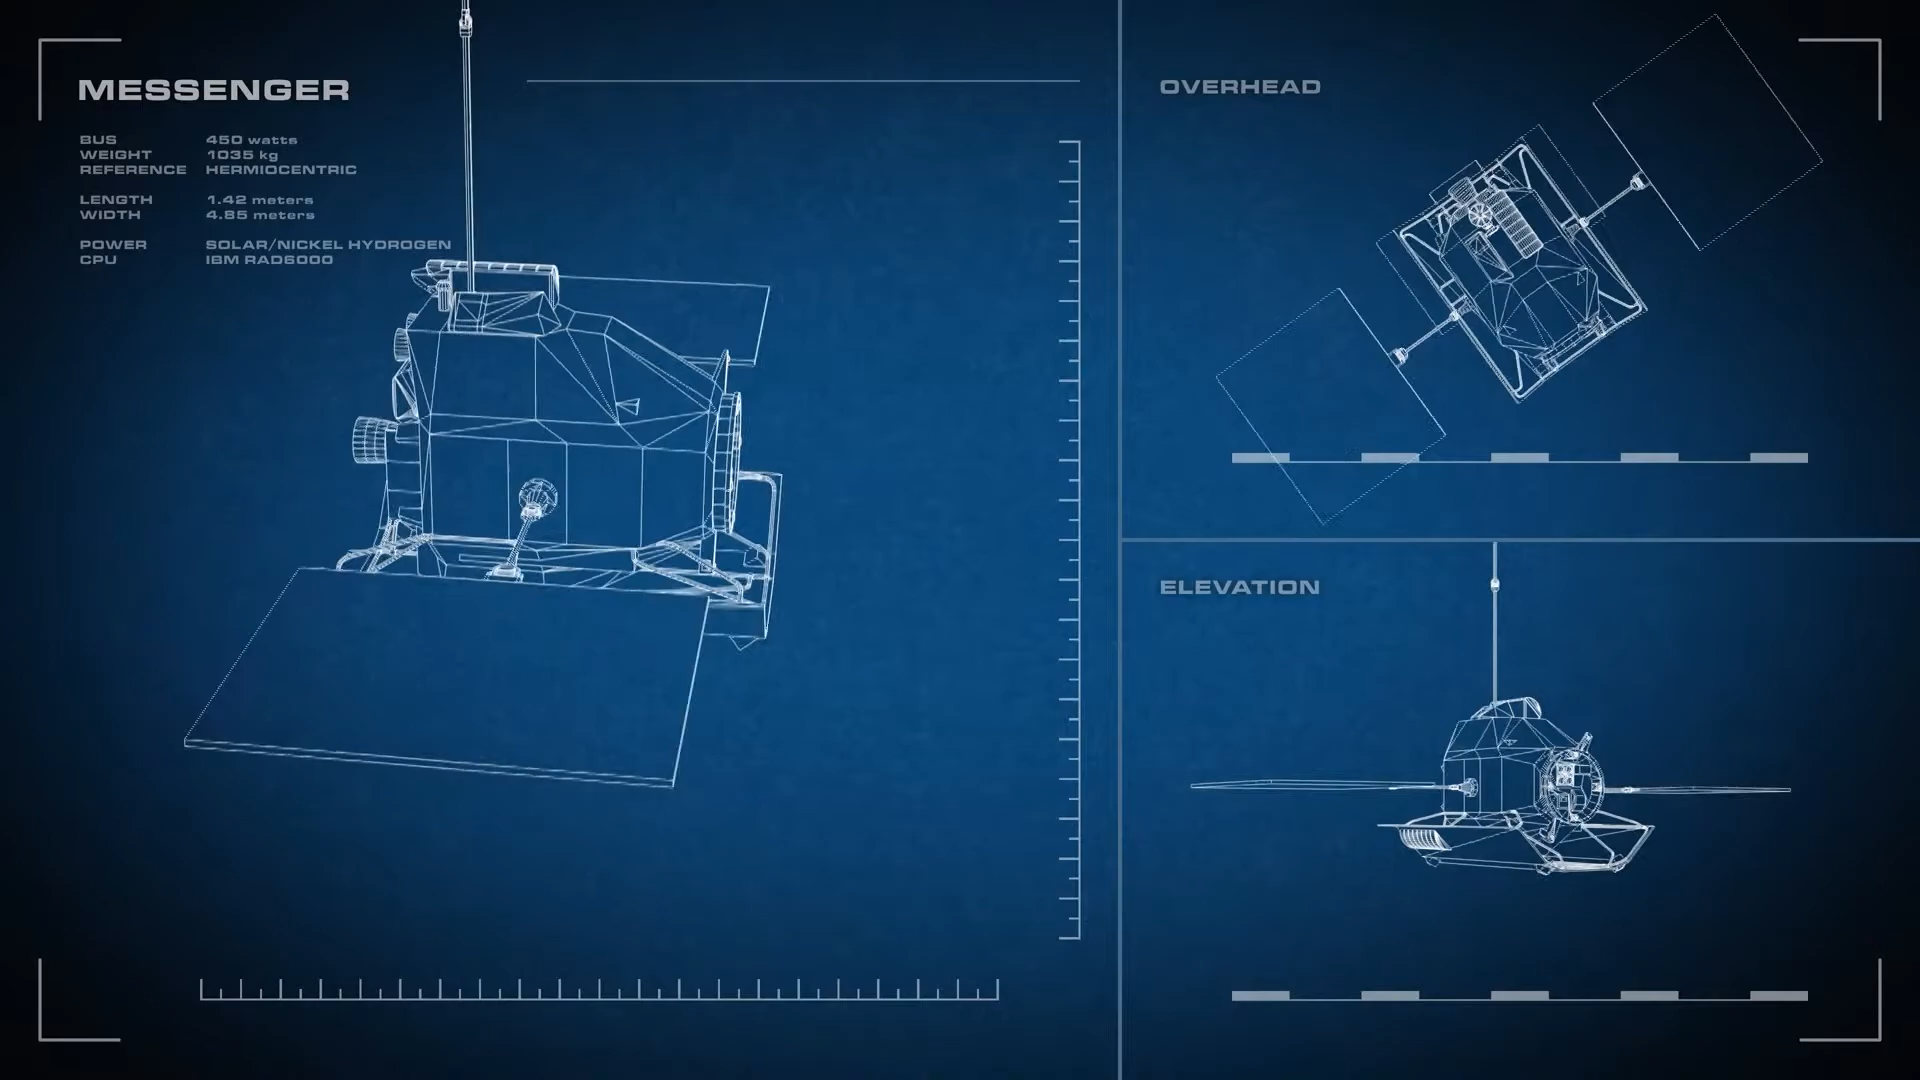 MESSENGER
BUS 450 watts
WEIGHT 1035 kg
REFERENCE HERMIOCENTRIC
LENGTH 1.42 meters
WIDTH 4.85 meters
POWER SOLAR/NICKEL HYDROGEN
CPU IBM RAD6000
OVERHEAD
ELEVATION